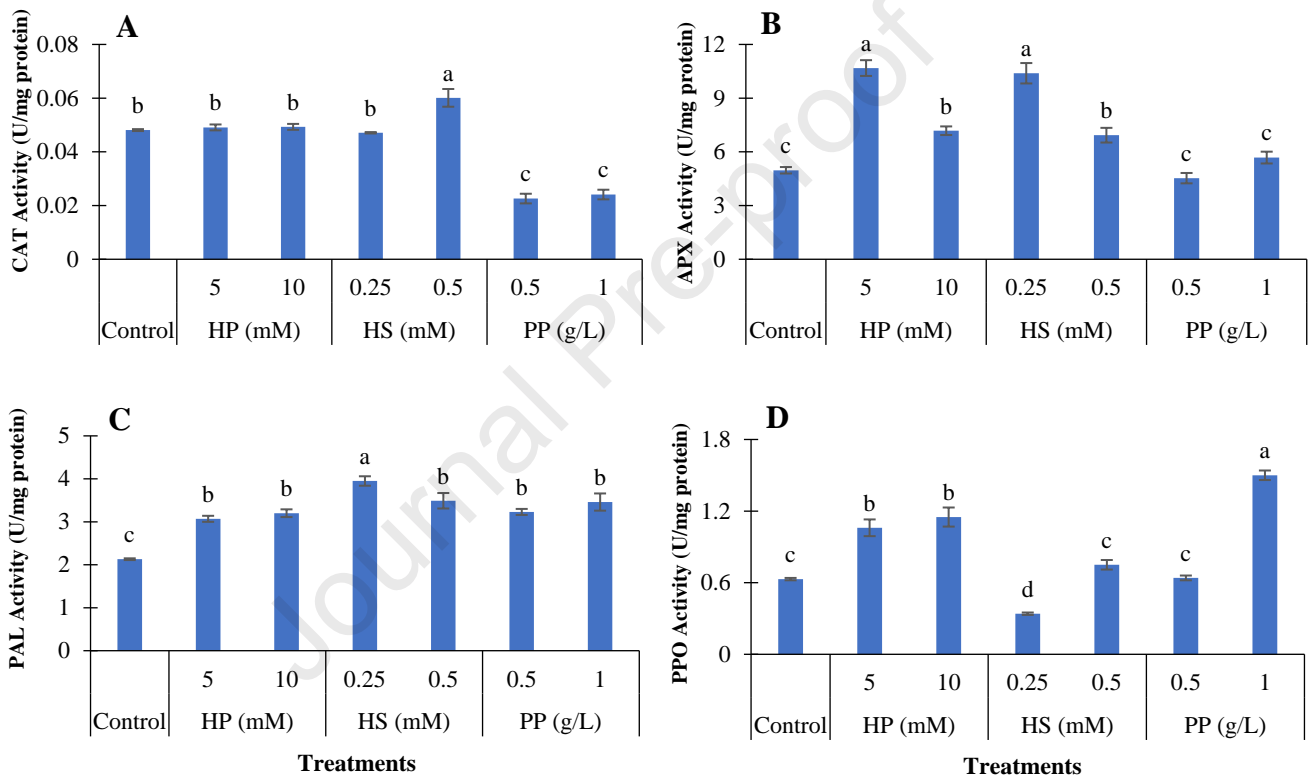 A
CAT Activity (U/mg protein)
0.08
0.06
0.04
0.02
0
b b b b a c c
5 10 0.25 0.5 0.5 1
Control HP (mM) HS (mM) PP (g/L)
B
APX Activity (U/mg protein)
12
9
6
3
0
c a b a b c c
5 10 0.25 0.5 0.5 1
Control HP (mM) HS (mM) PP (g/L)
C
PAL Activity (U/mg protein)
5
4
3
2
1
0
c b b a b b b
5 10 0.25 0.5 0.5 1
Control HP (mM) HS (mM) PP (g/L)
Treatments
D
PPO Activity (U/mg protein)
1.8
1.2
0.6
0
c b b d c c a
5 10 0.25 0.5 0.5 1
Control HP (mM) HS (mM) PP (g/L)
Treatments
Journal Pre-proof